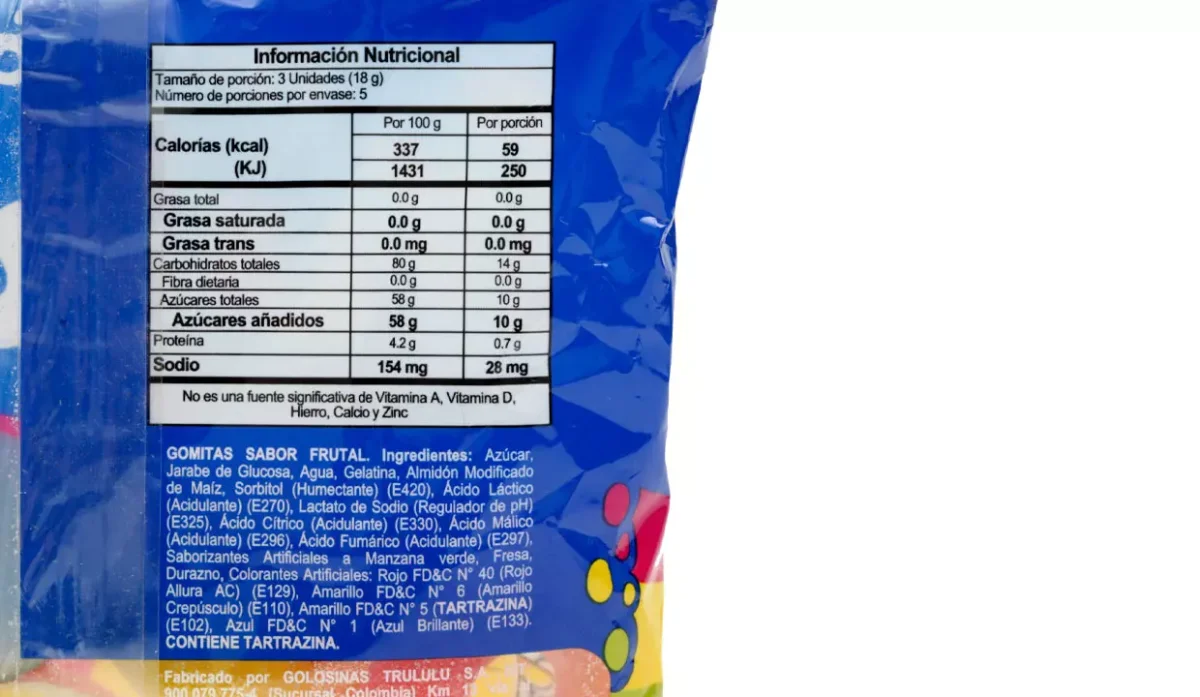 Información Nutricional
Tamaño de porción: 3 Unidades (18 g)
Número de porciones por envase: 5
Por 100 g Por porción
Calorías (kcal) 337 59
(KJ) 1431 250
Grasa total 0.0 g 0.0 g
Grasa saturada 0.0 g 0.0 g
Grasa trans 0.0 mg 0.0 mg
Carbohidratos totales 80 g 14 g
Fibra dietaria 0.0 g 0.0 g
Azúcares totales 58 g 10 g
Azúcares añadidos 58 g 10 g
Proteína 4.2 g 0.7 g
Sodio 154 mg 28 mg
No es una fuente significativa de Vitamina A, Vitamina D,
Hierro, Calcio y Zinc
GOMITAS SABOR FRUTAL. Ingredientes: Azúcar,
Jarabe de Glucosa, Agua, Gelatina, Almidón Modificado
de Maíz, Sorbitol (Humectante) (E420), Ácido Láctico
(Acidulante) (E270), Lactato de Sodio (Regulador de pH)
(E325), Ácido Cítrico (Acidulante) (E330), Ácido Málico
(Acidulante) (E296), Ácido Fumárico (Acidulante) (E297),
Saborizantes Artificiales a Manzana verde, Fresa,
Durazno, Colorantes Artificiales: Rojo FD&C N° 40 (Rojo
Allura AC) (E129), Amarillo FD&C N° 6 (Amarillo
Crepúsculo) (E110), Amarillo FD&C N° 5 (TARTRAZINA)
(E102), Azul FD&C N° 1 (Azul Brillante) (E133).
CONTIENE TARTRAZINA.
Fabricado por GOLOSINAS TRULULU S.A.
900.079.775-4 (Sucursal Colombia) Km